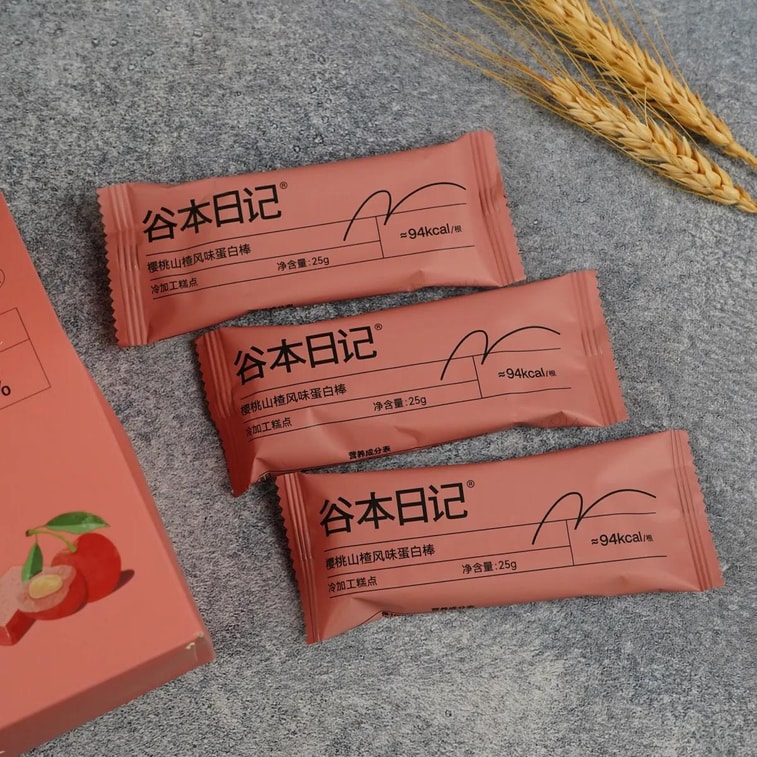 谷本日记®
≈94kcal/根
樱桃山楂风味蛋白棒
净含量:25g
冷加工糕点
谷本日记®
≈94kcal/根
樱桃山楂风味蛋白棒
净含量:25g
冷加工糕点
营养成分表
谷本日记®
≈94kcal/根
樱桃山楂风味蛋白棒
净含量:25g
冷加工糕点
%